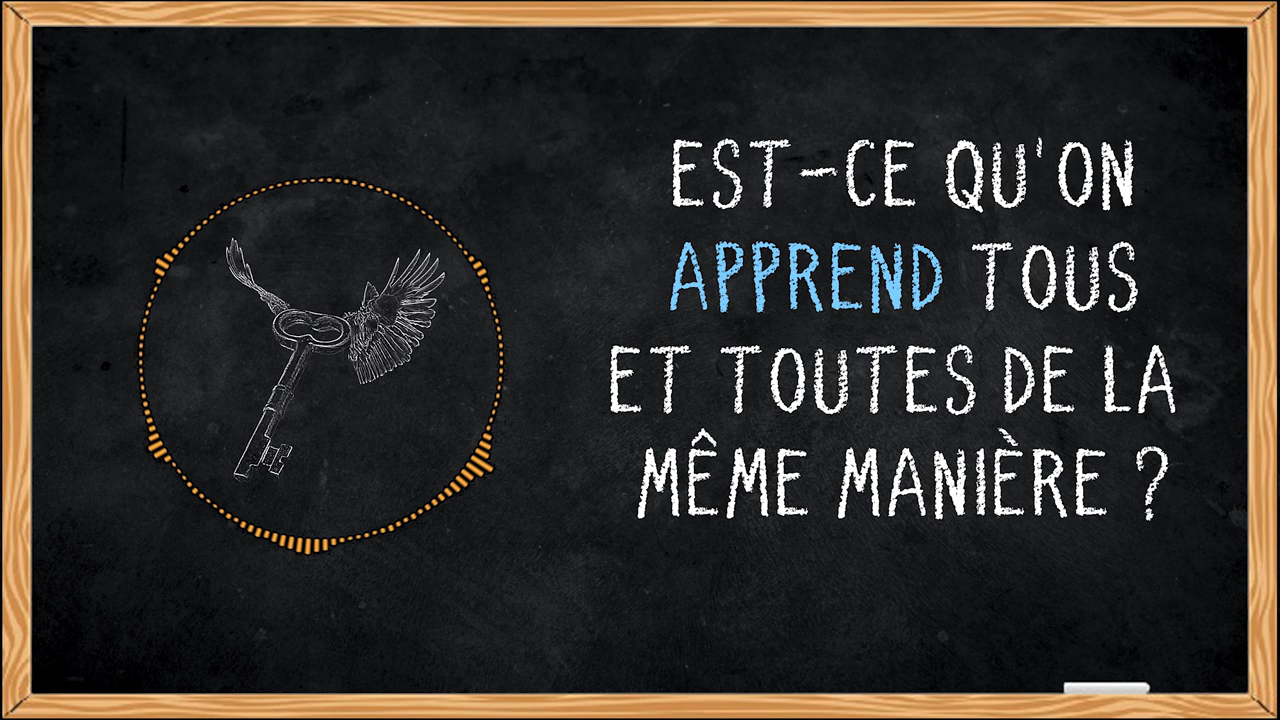 EST-CE QU'ON
APPREND TOUS
ET TOUTES DE LA
MÊME MANIÈRE ?